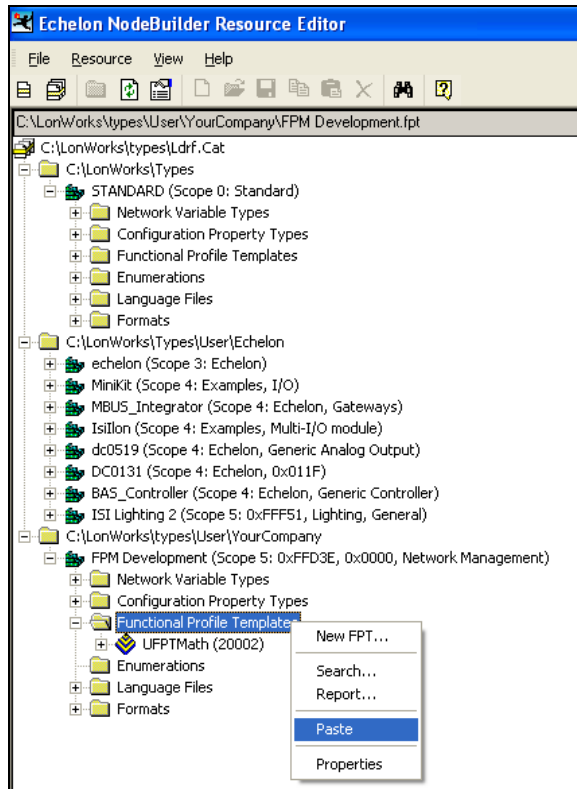 Echelon NodeBuilder Resource Editor
File Resource View Help
C:\LonWorks\types\User\YourCompany\FPM Development.fpt
C:\LonWorks\types\Ldrf.Cat
C:\LonWorks\Types
STANDARD (Scope 0: Standard)
Network Variable Types
Configuration Property Types
Functional Profile Templates
Enumerations
Language Files
Formats
C:\LonWorks\Types\User\Echelon
echelon (Scope 3: Echelon)
MiniKit (Scope 4: Examples, I/O)
MBUS_Integrator (Scope 4: Echelon, Gateways)
IsiIlon (Scope 4: Examples, Multi-I/O module)
dc0519 (Scope 4: Echelon, Generic Analog Output)
DC0131 (Scope 4: Echelon, 0x011F)
BAS_Controller (Scope 4: Echelon, Generic Controller)
ISI Lighting 2 (Scope 5: 0xFFF51, Lighting, General)
C:\LonWorks\types\User\YourCompany
FPM Development (Scope 5: 0xFFD3E, 0x0000, Network Management)
Network Variable Types
Configuration Property Types
Functional Profile Templates
UFPTMath (20002)
Enumerations
Language Files
Formats
New FPT...
Search...
Report...
Paste
Properties